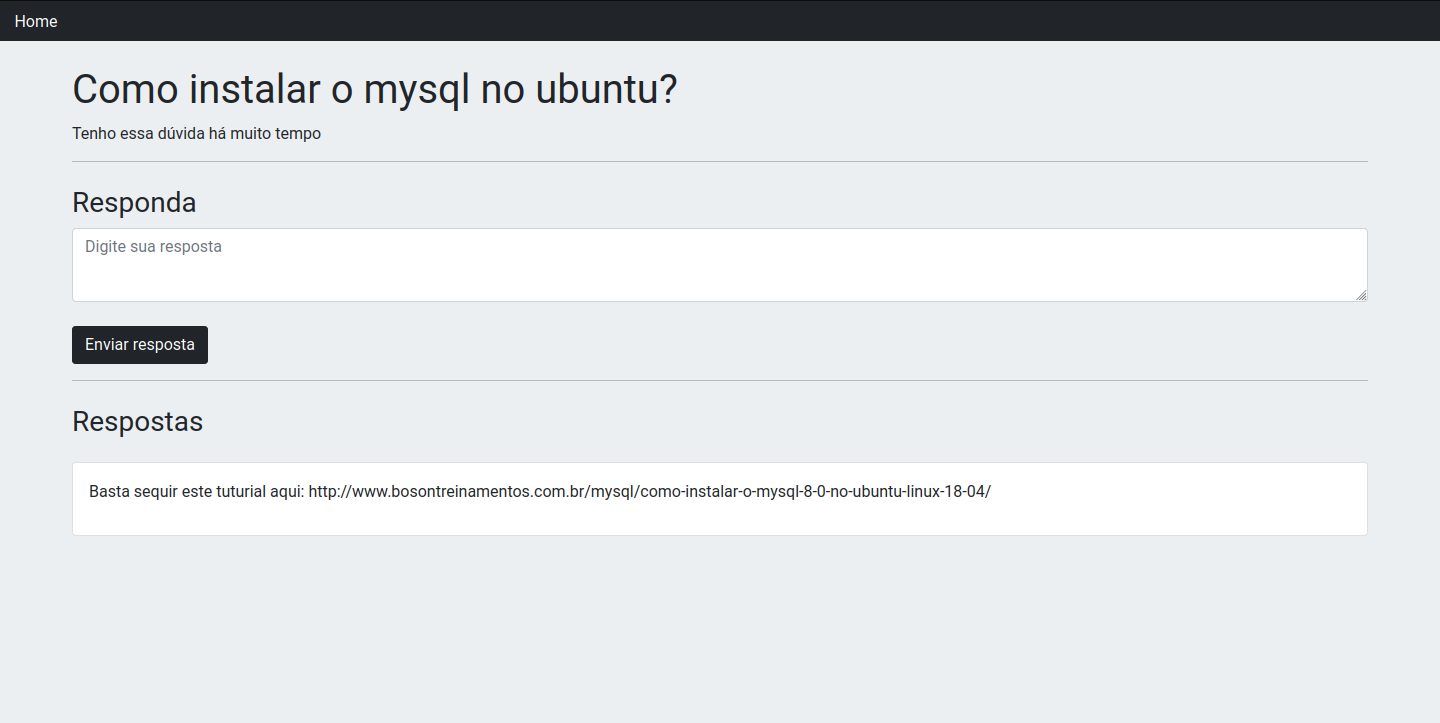 Home
Como instalar o mysql no ubuntu?
Tenho essa dúvida há muito tempo
Responda
Digite sua resposta
Enviar resposta
Respostas
Basta sequir este tuturial aqui: http://www.bosontreinamentos.com.br/mysql/como-instalar-o-mysql-8-0-no-ubuntu-linux-18-04/